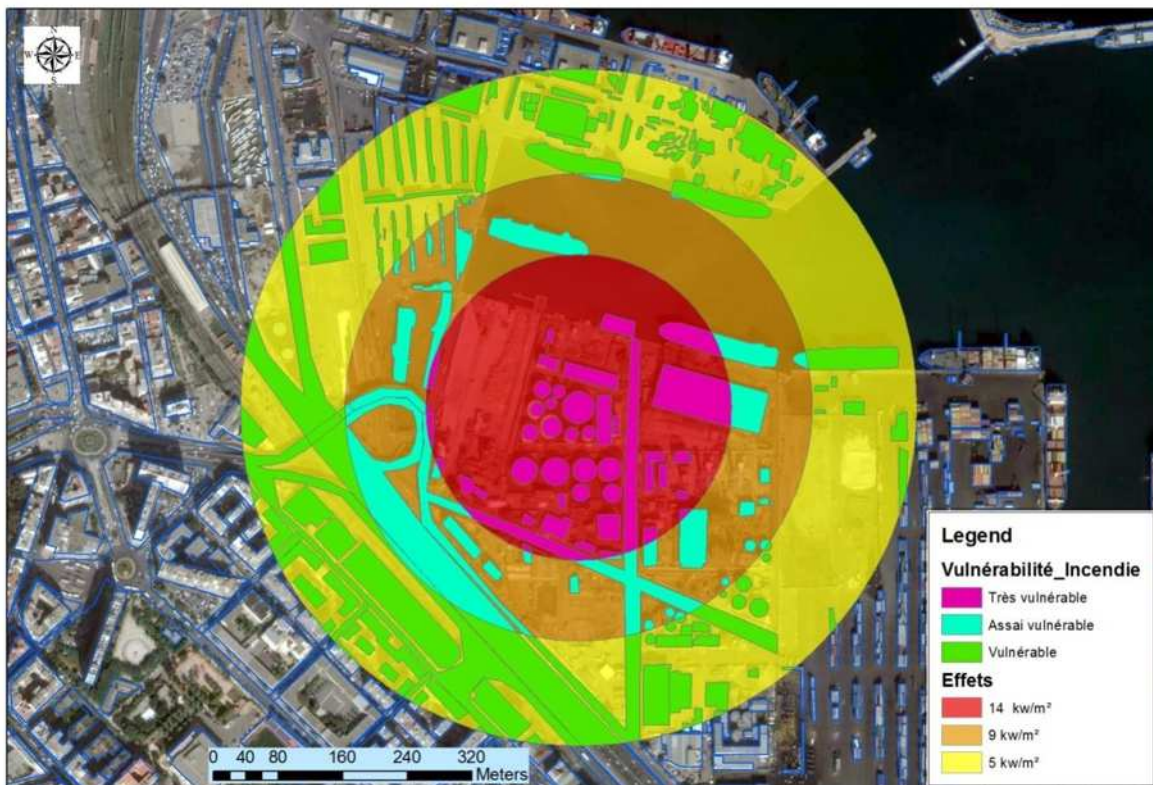 N
W E
S
Legend
Vulnérabilité_Incendie
Très vulnérable
Assai vulnérable
Vulnérable
Effets
14 kw/m²
9 kw/m²
5 kw/m²
0 40 80 160 240 320
Meters